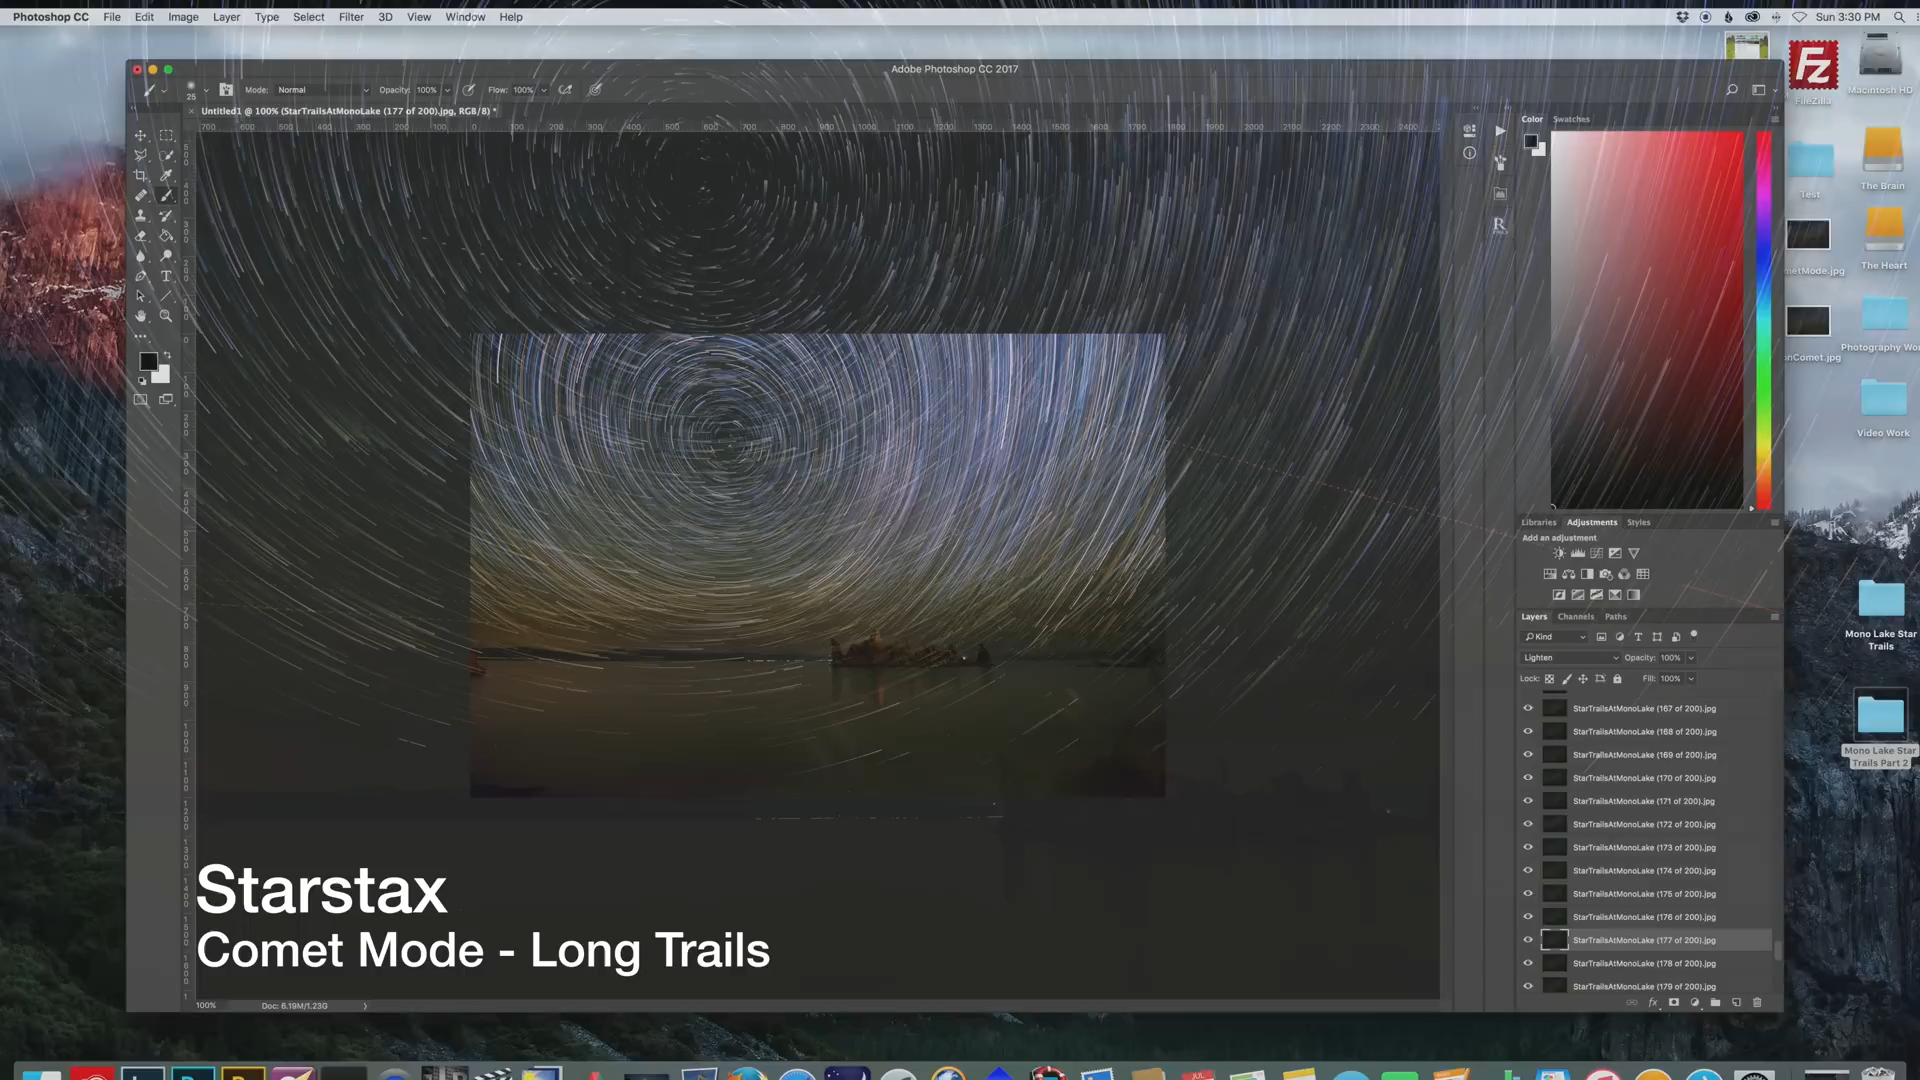 Photoshop CC File Edit Image Layer Type Select Filter 3D View Window Help
Sun 3:30 PM
Adobe Photoshop CC 2017
25 Mode: Normal Opacity: 100% Flow: 100%
Untitled1 @ 100% (StarTrailsAtMonoLake (177 of 200).jpg, RGB/8) *
Color Swatches
FileZilla
Macintosh HD
Test
The Brain
metMode.jpg
The Heart
onComet.jpg
Photography Wo
Video Work
Libraries Adjustments Styles
Add an adjustment
Layers Channels Paths
Kind
Lighten Opacity: 100%
Lock: Fill: 100%
StarTrailsAtMonoLake (167 of 200).jpg
StarTrailsAtMonoLake (168 of 200).jpg
StarTrailsAtMonoLake (169 of 200).jpg
StarTrailsAtMonoLake (170 of 200).jpg
StarTrailsAtMonoLake (171 of 200).jpg
StarTrailsAtMonoLake (172 of 200).jpg
StarTrailsAtMonoLake (173 of 200).jpg
StarTrailsAtMonoLake (174 of 200).jpg
StarTrailsAtMonoLake (175 of 200).jpg
StarTrailsAtMonoLake (176 of 200).jpg
StarTrailsAtMonoLake (177 of 200).jpg
StarTrailsAtMonoLake (178 of 200).jpg
StarTrailsAtMonoLake (179 of 200).jpg
Mono Lake Star
Trails
Mono Lake Star
Trails Part 2
Starstax
Comet Mode - Long Trails
100% Doc: 6.19M/1.23G
JUL